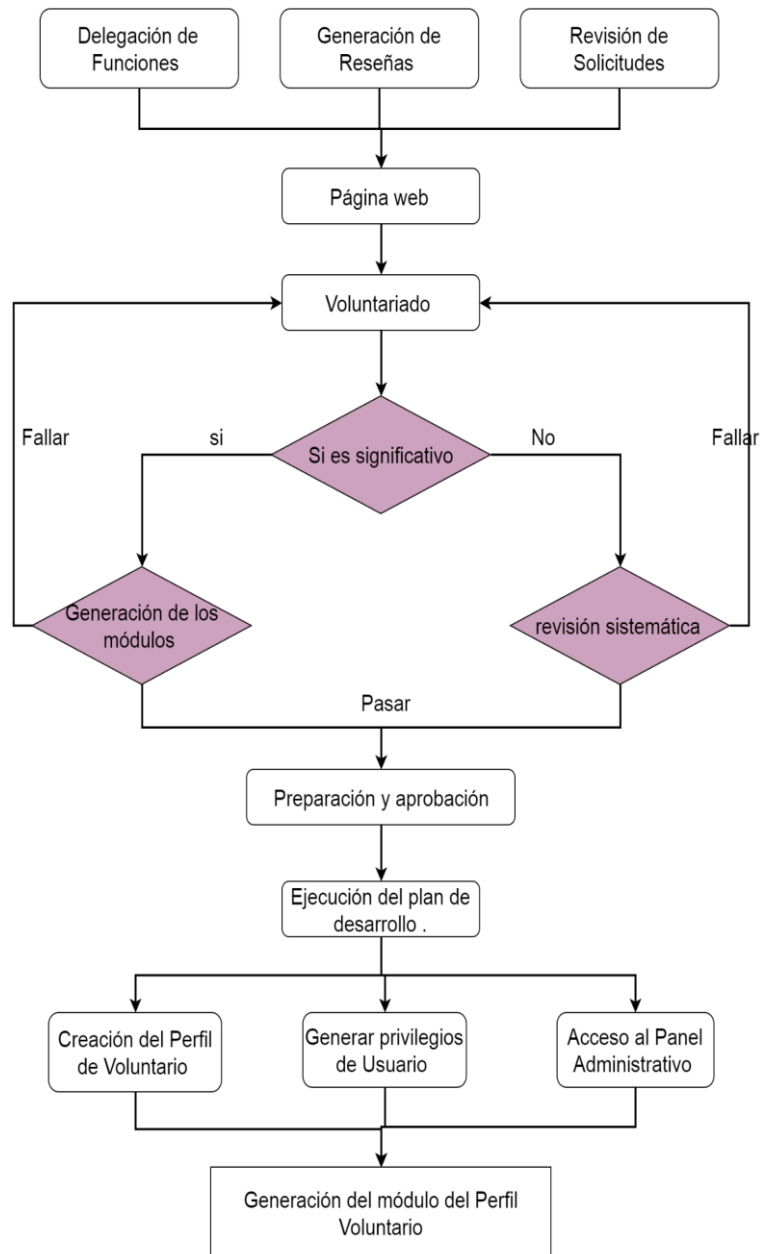 Delegación de
Funciones
Generación de
Reseñas
Revisión de
Solicitudes
Página web
Voluntariado
Fallar
si
Si es significativo
No
Fallar
Generación de los
módulos
revisión sistemática
Pasar
Preparación y aprobación
Ejecución del plan de
desarrollo .
Creación del Perfil
de Voluntario
Generar privilegios
de Usuario
Acceso al Panel
Administrativo
Generación del módulo del Perfil
Voluntario